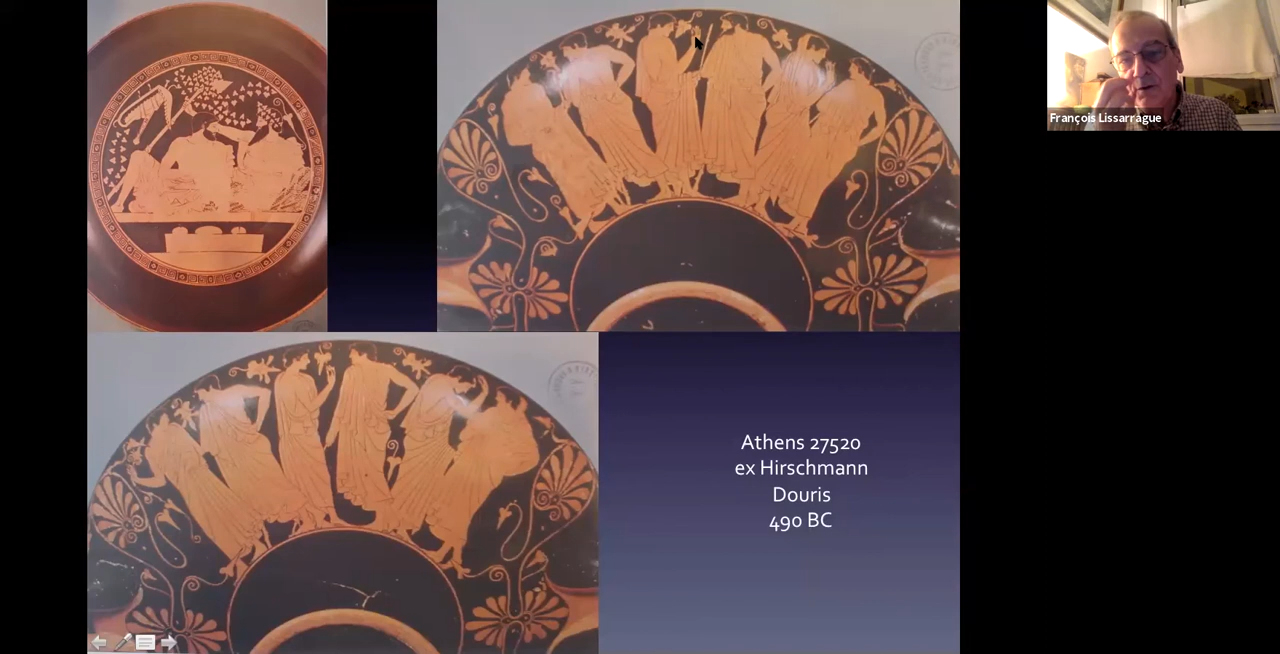 François Lissarrague
Athens 27520
ex Hirschmann
Douris
490 BC